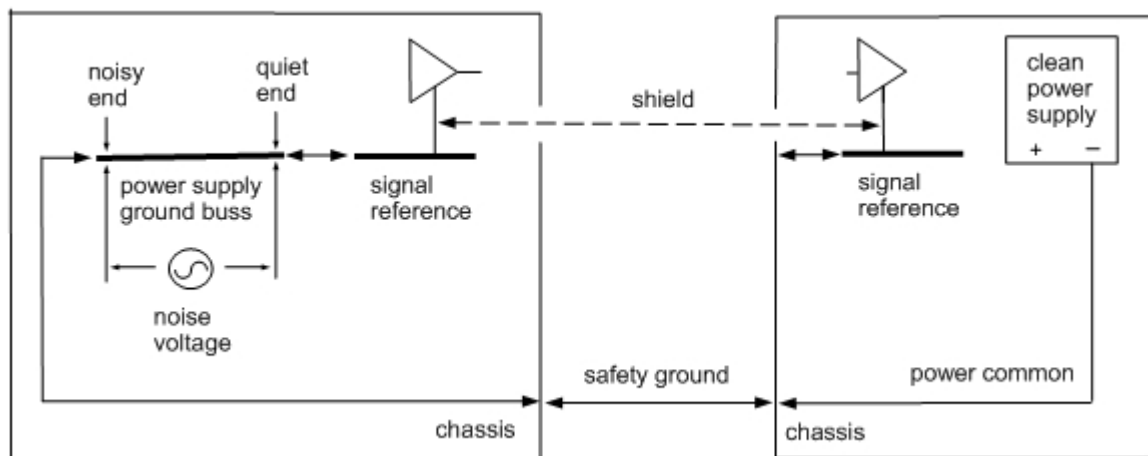 noisy
end
quiet
end
shield
clean
power
supply
+ −
power supply
ground buss
signal
reference
signal
reference
noise
voltage
safety ground
power common
chassis
chassis